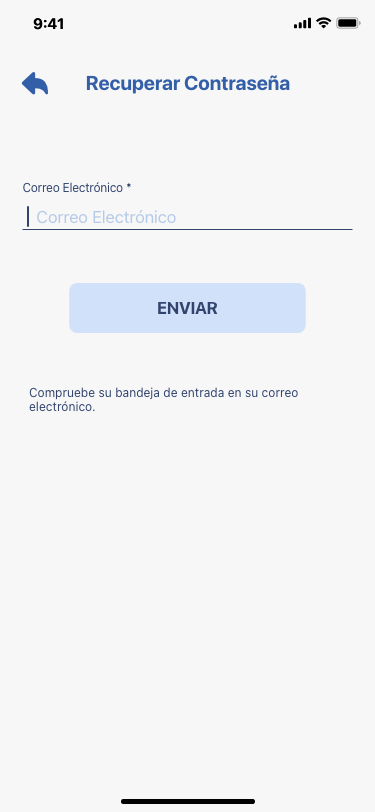 9:41
Recuperar Contraseña
Correo Electrónico *
Correo Electrónico
ENVIAR
Compruebe su bandeja de entrada en su correo
electrónico.